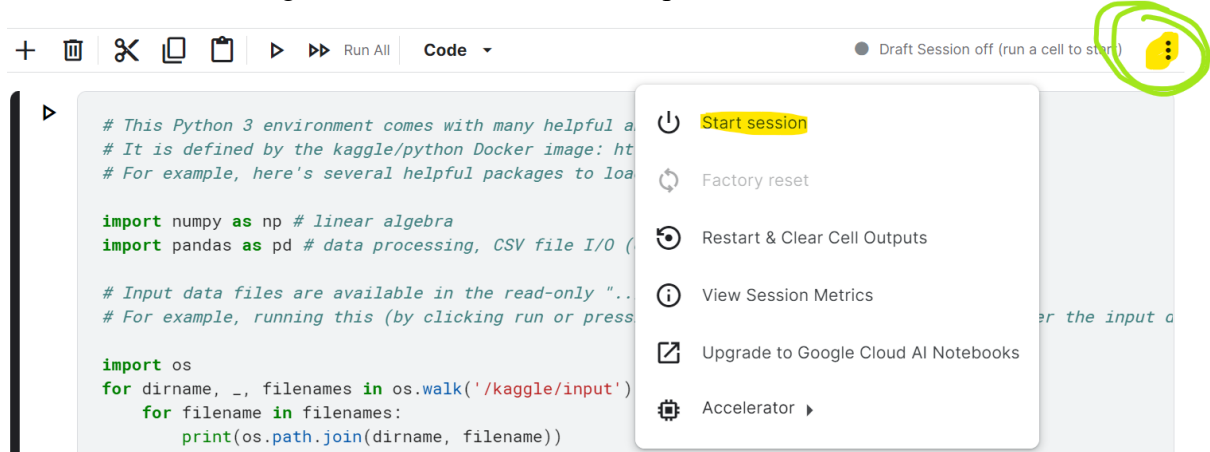 Run All Code Draft Session off (run a cell to start)
# This Python 3 environment comes with many helpful a
# It is defined by the kaggle/python Docker image: ht
# For example, here's several helpful packages to loa
import numpy as np # linear algebra
import pandas as pd # data processing, CSV file I/O (
# Input data files are available in the read-only "..
# For example, running this (by clicking run or press er the input d
import os
for dirname, _, filenames in os.walk('/kaggle/input')
for filename in filenames:
print(os.path.join(dirname, filename))
Start session
Factory reset
Restart & Clear Cell Outputs
View Session Metrics
Upgrade to Google Cloud AI Notebooks
Accelerator